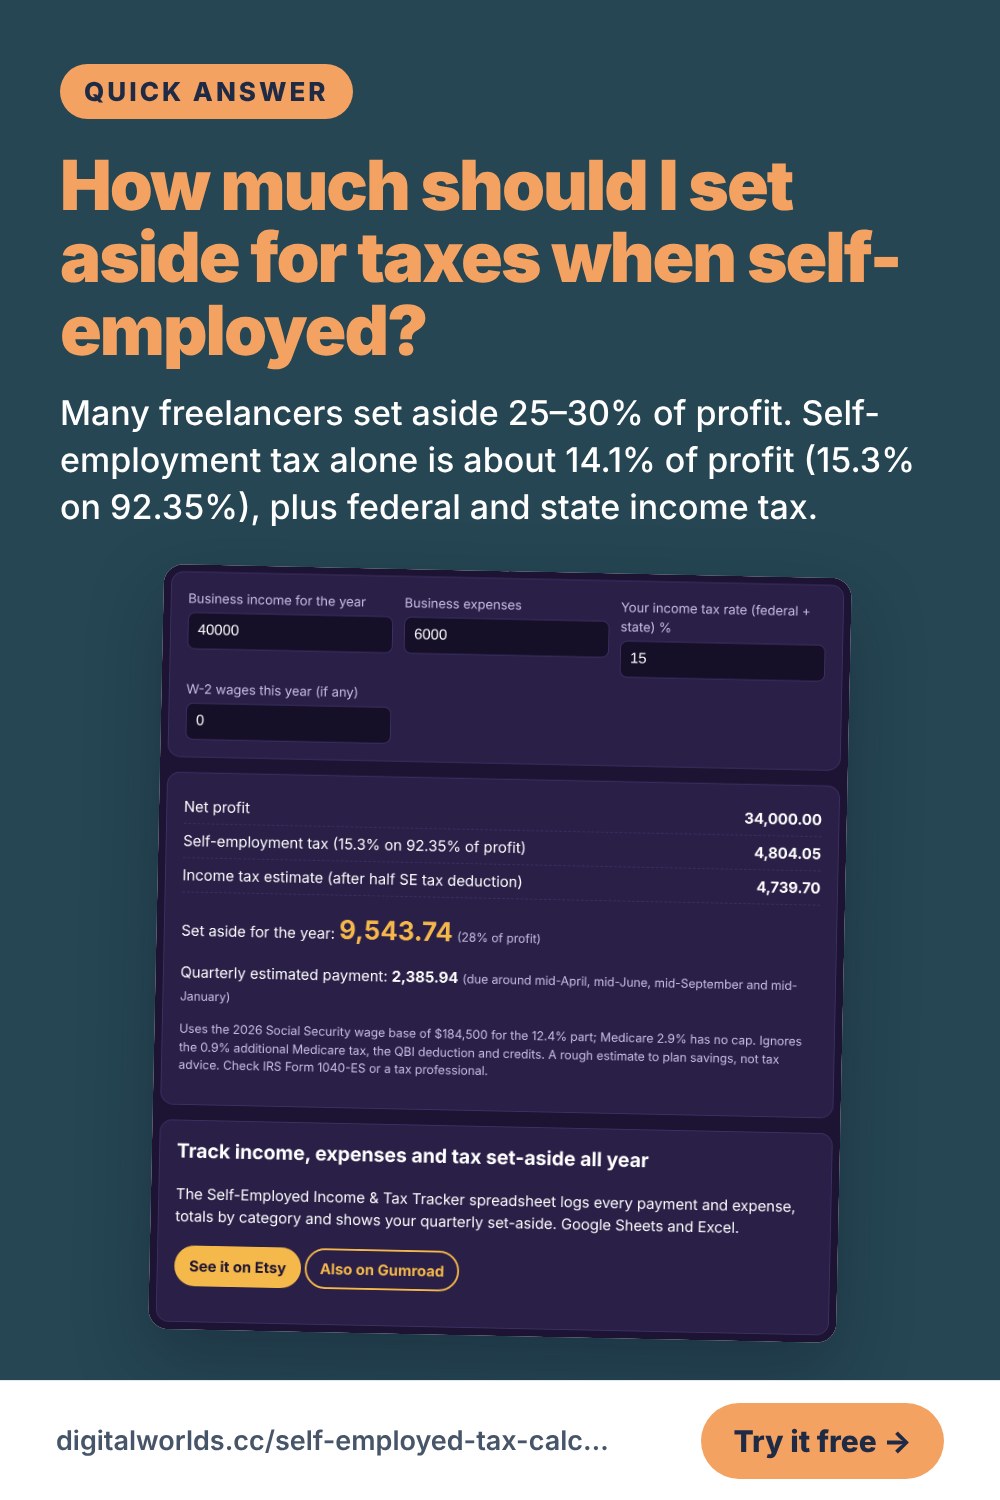 QUICK ANSWER
How much should I set
aside for taxes when self-
employed?
Many freelancers set aside 25–30% of profit. Self-
employment tax alone is about 14.1% of profit (15.3%
on 92.35%), plus federal and state income tax.
Business income for the year
40000
Business expenses
6000
Your income tax rate (federal +
state) %
15
W-2 wages this year (if any)
0
Net profit 34,000.00
Self-employment tax (15.3% on 92.35% of profit) 4,804.05
Income tax estimate (after half SE tax deduction) 4,739.70
Set aside for the year: 9,543.74 (28% of profit)
Quarterly estimated payment: 2,385.94 (due around mid-April, mid-June, mid-September and mid-
January)
Uses the 2026 Social Security wage base of $184,500 for the 12.4% part; Medicare 2.9% has no cap. Ignores
the 0.9% additional Medicare tax, the QBI deduction and credits. A rough estimate to plan savings, not tax
advice. Check IRS Form 1040-ES or a tax professional.
Track income, expenses and tax set-aside all year
The Self-Employed Income & Tax Tracker spreadsheet logs every payment and expense,
totals by category and shows your quarterly set-aside. Google Sheets and Excel.
See it on Etsy
Also on Gumroad
digitalworlds.cc/self-employed-tax-calc...
Try it free →